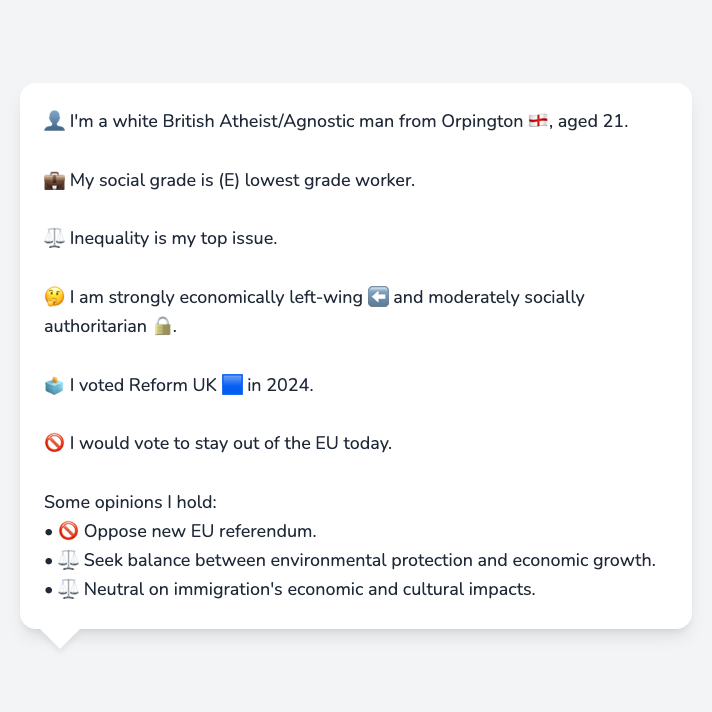 👤 I'm a white British Atheist/Agnostic man from Orpington 🏴󠁧󠁢󠁥󠁮󠁧󠁿, aged 21.
💼 My social grade is (E) lowest grade worker.
⚖️ Inequality is my top issue.
🤔 I am strongly economically left-wing ⬅️ and moderately socially
authoritarian 🔒.
🗳️ I voted Reform UK 🟦 in 2024.
🚫 I would vote to stay out of the EU today.
Some opinions I hold:
• 🚫 Oppose new EU referendum.
• ⚖️ Seek balance between environmental protection and economic growth.
• ⚖️ Neutral on immigration's economic and cultural impacts.